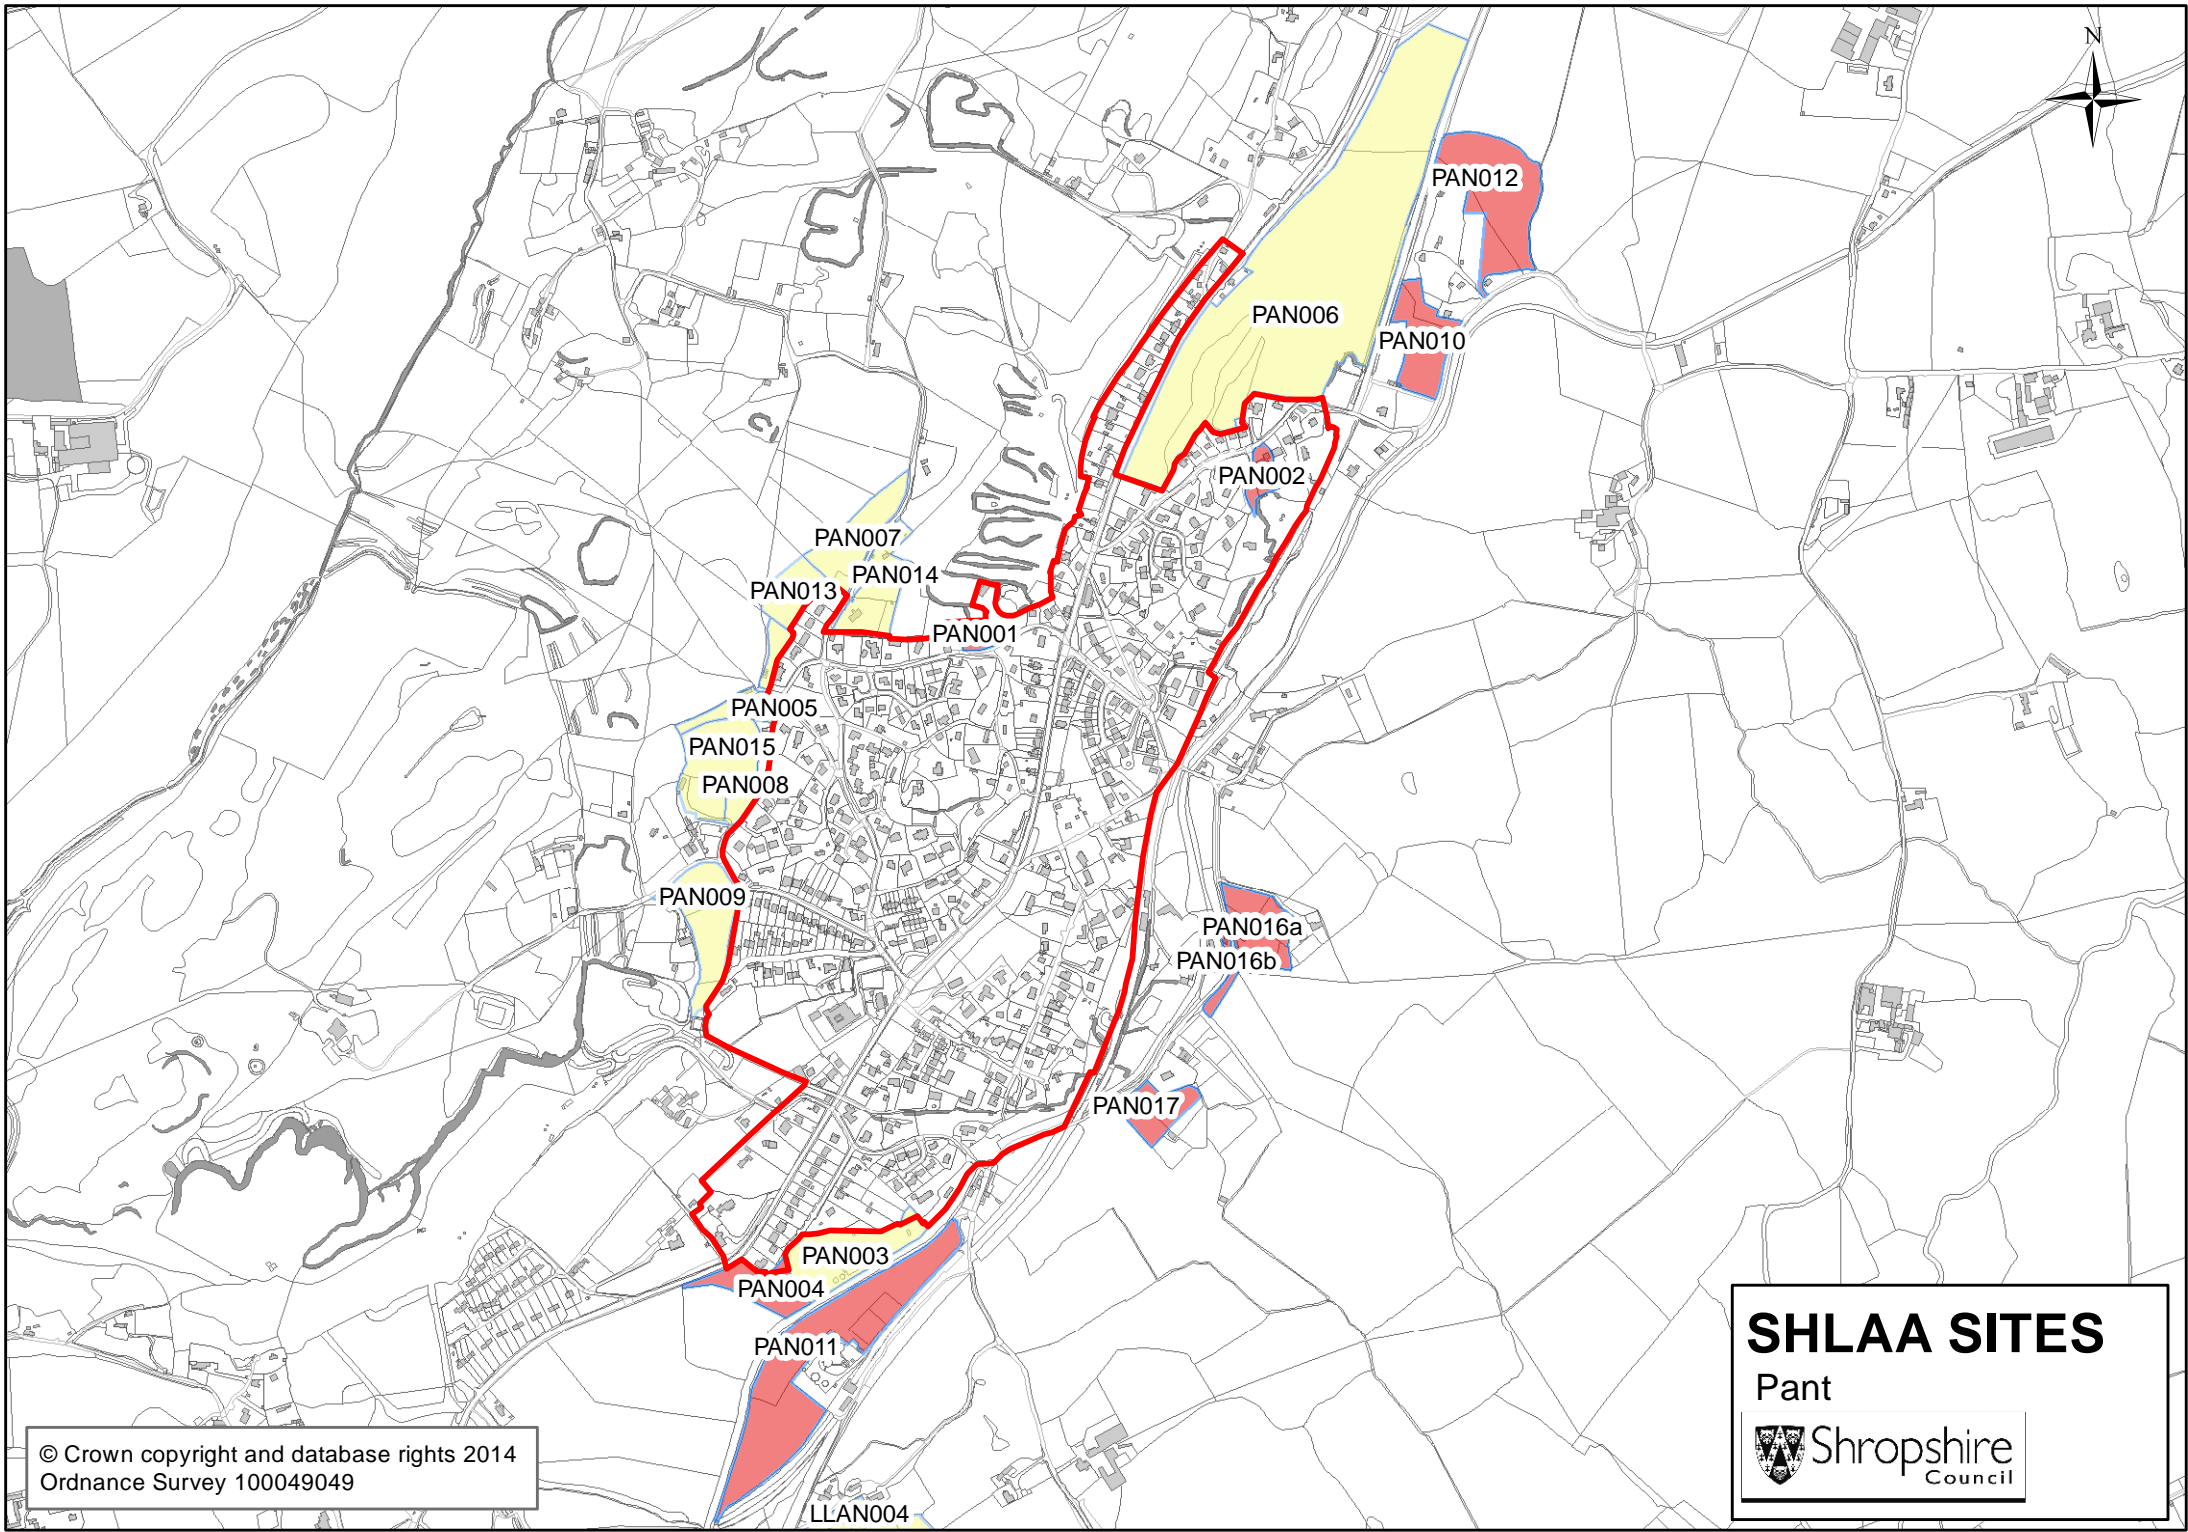 N
PAN012
PAN006
PAN010
PAN002
PAN007
PAN014
PAN013
PAN001
PAN005
PAN015
PAN008
PAN009
PAN016a
PAN016b
PAN017
PAN003
PAN004
PAN011
LLAN004
SHLAA SITES
Pant
Shropshire
Council
© Crown copyright and database rights 2014
Ordnance Survey 100049049